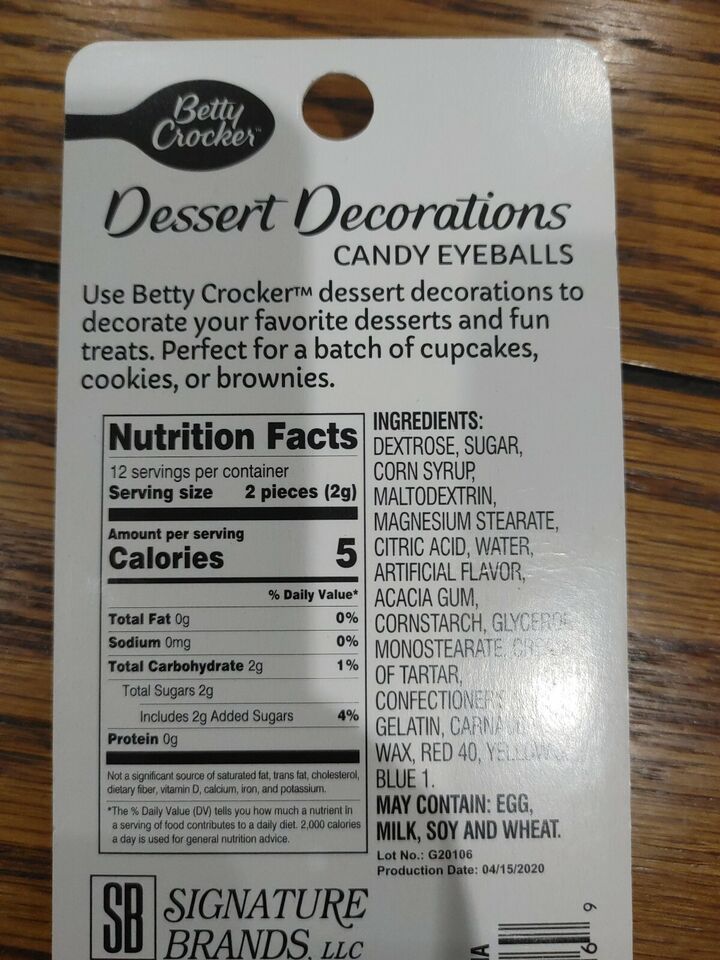 Betty
Crocker™
Dessert Decorations
CANDY EYEBALLS
Use Betty Crocker™ dessert decorations to
decorate your favorite desserts and fun
treats. Perfect for a batch of cupcakes,
cookies, or brownies.
Nutrition Facts
12 servings per container
Serving size 2 pieces (2g)
Amount per serving
Calories 5
% Daily Value*
Total Fat 0g 0%
Sodium 0mg 0%
Total Carbohydrate 2g 1%
Total Sugars 2g
Includes 2g Added Sugars 4%
Protein 0g
Not a significant source of saturated fat, trans fat, cholesterol,
dietary fiber, vitamin D, calcium, iron, and potassium.
*The % Daily Value (DV) tells you how much a nutrient in
a serving of food contributes to a daily diet. 2,000 calories
a day is used for general nutrition advice.
INGREDIENTS:
DEXTROSE, SUGAR,
CORN SYRUP,
MALTODEXTRIN,
MAGNESIUM STEARATE,
CITRIC ACID, WATER,
ARTIFICIAL FLAVOR,
ACACIA GUM,
CORNSTARCH,
MONOSTEARATE,
OF TARTAR,
GELATIN,
WAX, RED 40,
BLUE 1.
MAY CONTAIN: EGG,
MILK, SOY AND WHEAT.
Lot No.: G20106
Production Date: 04/15/2020
SB
SIGNATURE
BRANDS, LLC